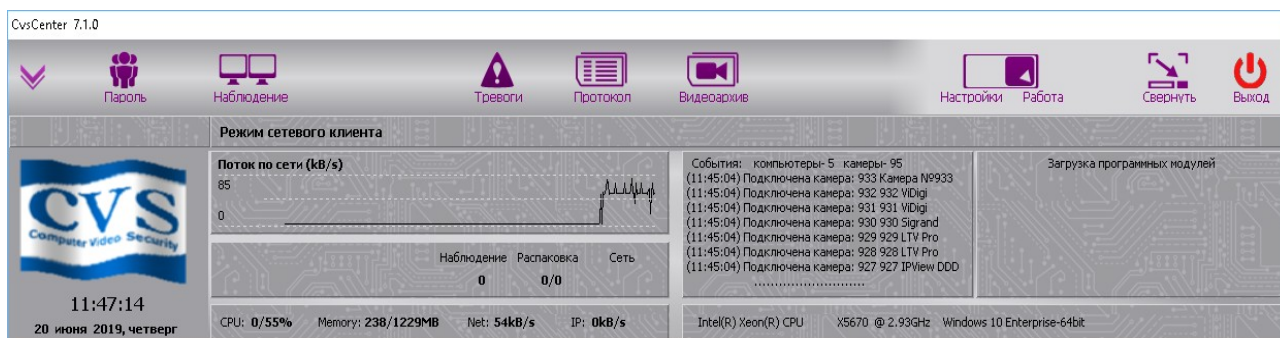 CvsCenter 7.1.0
Пароль Наблюдение Тревоги Протокол Видеоархив Настройки Работа Свернуть Выход
Режим сетевого клиента
CVS
Computer Video Security
11:47:14
20 июня 2019, четверг
Поток по сети (kB/s)
85
0
Наблюдение Распаковка Сеть
0 0/0
CPU: 0/55% Memory: 238/1229MB Net: 54kB/s IP: 0kB/s
События: компьютеры- 5 камеры- 95
(11:45:04) Подключена камера: 933 Камера №933
(11:45:04) Подключена камера: 932 932 ViDigi
(11:45:04) Подключена камера: 931 931 ViDigi
(11:45:04) Подключена камера: 930 930 Sigrand
(11:45:04) Подключена камера: 929 929 LTV Pro
(11:45:04) Подключена камера: 928 928 LTV Pro
(11:45:04) Подключена камера: 927 927 IPView DDD
..........................
Загрузка программных модулей
Intel(R) Xeon(R) CPU X5670 @ 2.93GHz Windows 10 Enterprise-64bit